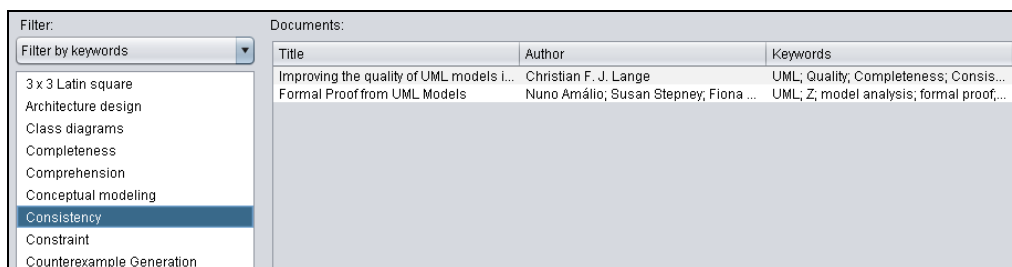 Filter:
Filter by keywords
3 x 3 Latin square
Architecture design
Class diagrams
Completeness
Comprehension
Conceptual modeling
Consistency
Constraint
Counterexample Generation
Documents:
Title Author Keywords
Improving the quality of UML models i... Christian F. J. Lange UML; Quality; Completeness; Consis...
Formal Proof from UML Models Nuno Amálio; Susan Stepney; Fiona ... UML; Z; model analysis; formal proof;...